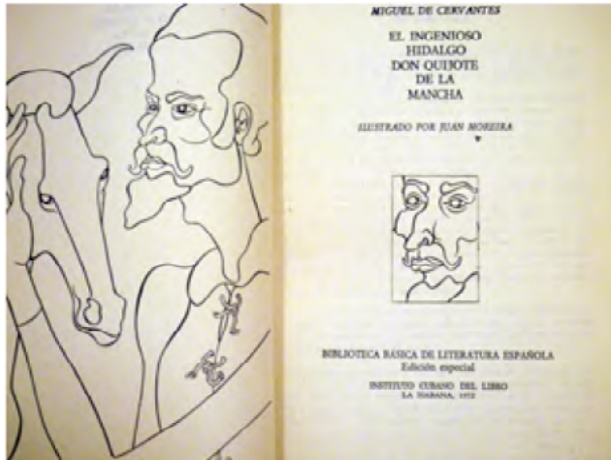 MIGUEL DE CERVANTES
EL INGENIOSO
HIDALGO
DON QUIJOTE
DE LA
MANCHA
ILUSTRADO POR JUAN MOREIRA
BIBLIOTECA BÁSICA DE LITERATURA ESPAÑOLA
Edición especial
INSTITUTO CUBANO DEL LIBRO
LA HABANA, 1972